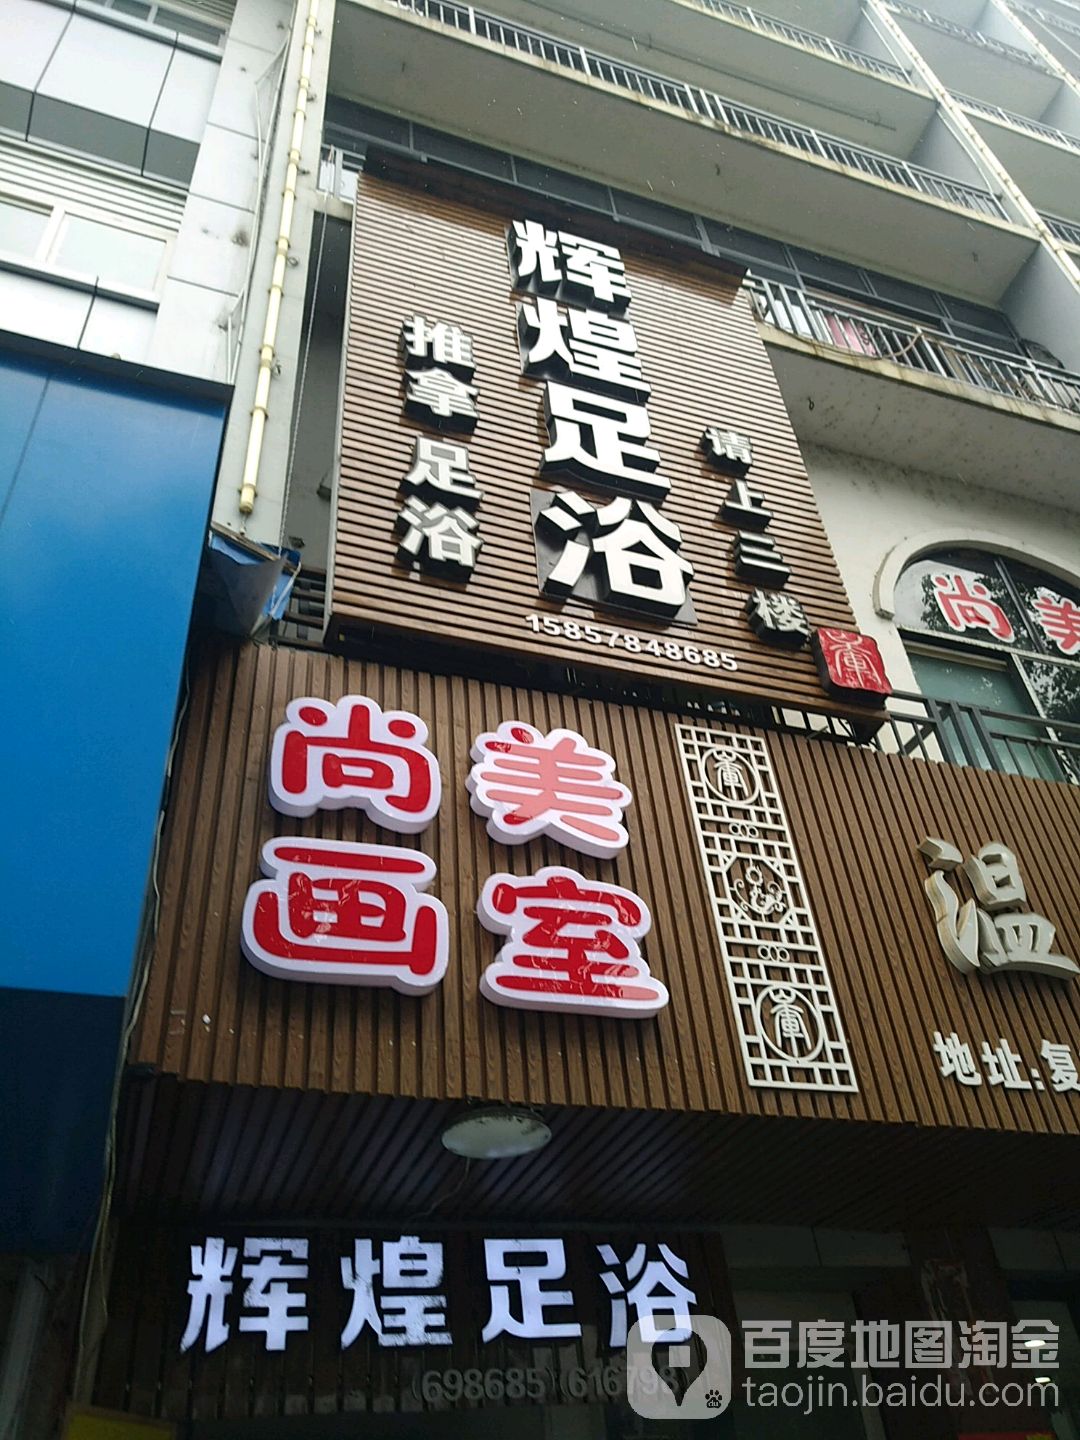 辉煌足浴
推拿足浴
请上三楼
15857848685
尚美
尚美
画室
温
地址:复
辉煌足浴
(698685)(616798)
百度地图淘金
taojin.baidu.com